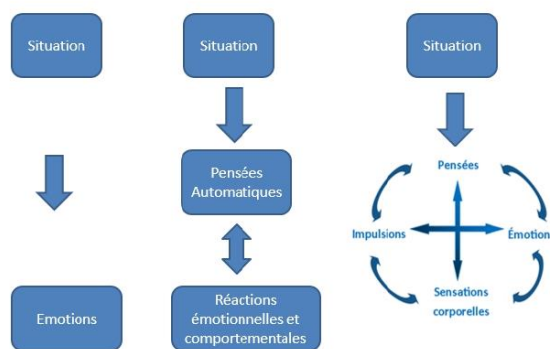 Situation
Situation
Situation
Pensées
Automatiques
Pensées
Impulsions
Émotion
Sensations
corporelles
Emotions
Réactions
émotionnelles et
comportementales